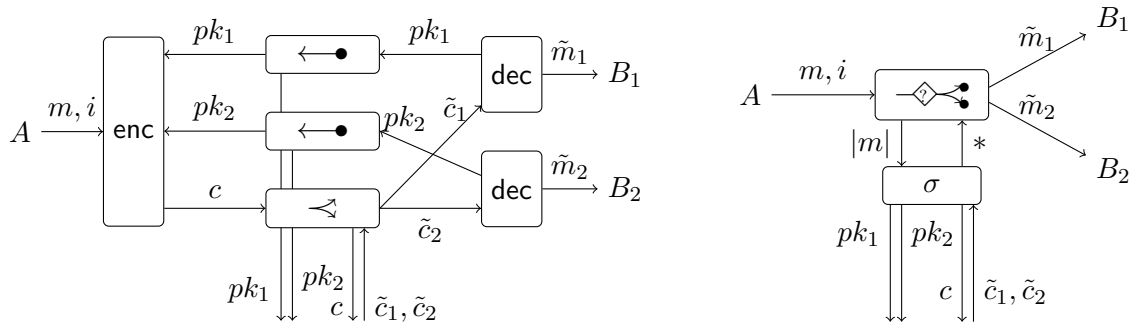 pk₁ pk₁ m̃₁ B₁
dec
A m, i enc pk₂ c̃₁ pk₂
dec m̃₂ B₂
c c̃₂
pk₁ pk₂
c c̃₁, c̃₂
B₁
m̃₁
A m, i ?
m̃₂
|m| *
B₂
σ
pk₁ pk₂
c c̃₁, c̃₂